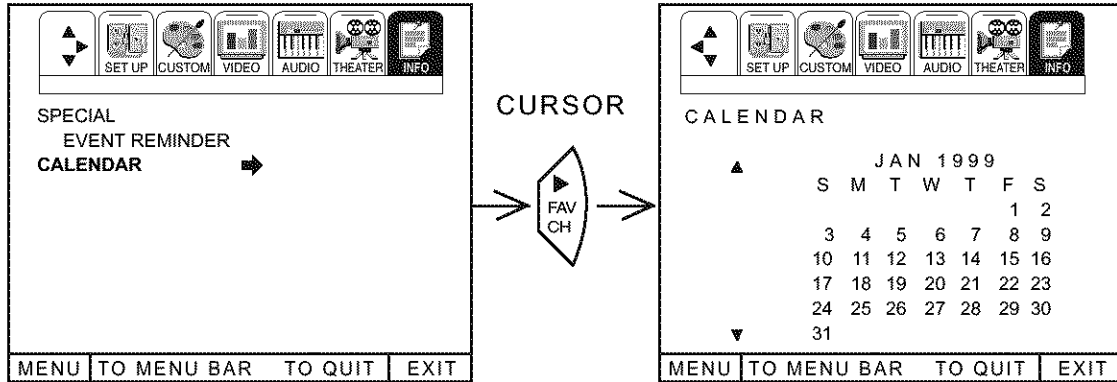 SET UP CUSTOM VIDEO AUDIO THEATER INFO
SPECIAL
EVENT REMINDER
CALENDAR
MENU TO MENU BAR TO QUIT EXIT
CURSOR
FAV
CH
SET UP CUSTOM VIDEO AUDIO THEATER INFO
CALENDAR
JAN 1999
S M T W T F S
1 2
3 4 5 6 7 8 9
10 11 12 13 14 15 16
17 18 19 20 21 22 23
24 25 26 27 28 29 30
31
MENU TO MENU BAR TO QUIT EXIT